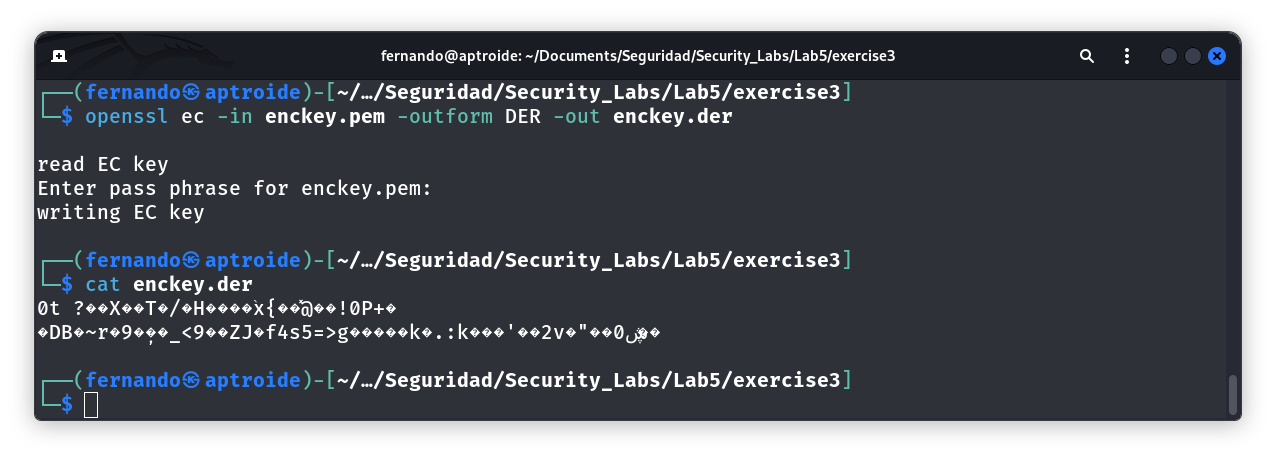 fernando@aptroide: ~/Documents/Seguridad/Security_Labs/Lab5/exercise3
┌──(fernando㉿aptroide)-[~/…/Seguridad/Security_Labs/Lab5/exercise3]
└─$ openssl ec -in enckey.pem -outform DER -out enckey.der
read EC key
Enter pass phrase for enckey.pem:
writing EC key
┌──(fernando㉿aptroide)-[~/…/Seguridad/Security_Labs/Lab5/exercise3]
└─$ cat enckey.der
0t ?��X��T�/�H����x{��@��!0P+�
�DB�~r�9��_<9��ZJ�f4s5=>g�����k�.:k���'��2v�"��0
┌──(fernando㉿aptroide)-[~/…/Seguridad/Security_Labs/Lab5/exercise3]
└─$